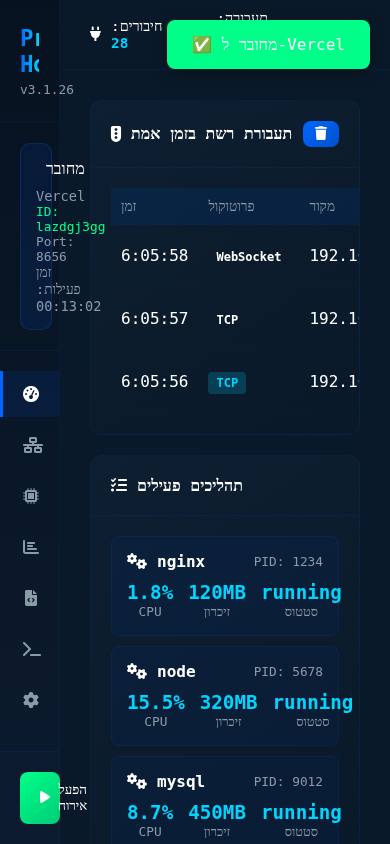 תעבורה:
חיבורים:
28
✅ מחובר ל-Vercel
v3.1.26
מחובר
Vercel
ID:
lazdgj3gg
Port:
8656
זמן
פעילות:
00:13:02
תעבורת רשת בזמן אמת
זמן פרוטוקול מקור
6:05:58 WebSocket 192.1
6:05:57 TCP 192.1
6:05:56 TCP 192.1
תהליכים פעילים
nginx PID: 1234
1.8% 120MB running
CPU זיכרון סטטוס
node PID: 5678
15.5% 320MB running
CPU זיכרון סטטוס
mysql PID: 9012
8.7% 450MB running
CPU זיכרון סטטוס
הפעל
אירוח